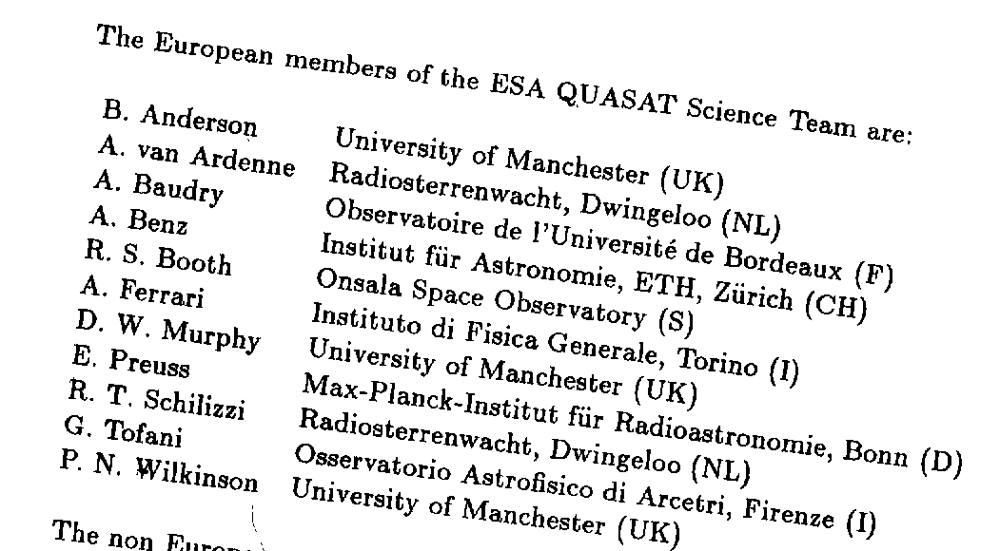 The European members of the ESA QUASAT Science Team are:
B. Anderson University of Manchester (UK)
A. van Ardenne Radiosterrenwacht, Dwingeloo (NL)
A. Baudry Observatoire de l'Université de Bordeaux (F)
A. Benz Institut für Astronomie, ETH, Zürich (CH)
R. S. Booth Onsala Space Observatory (S)
A. Ferrari Instituto di Fisica Generale, Torino (I)
D. W. Murphy University of Manchester (UK)
E. Preuss Max-Planck-Institut für Radioastronomie, Bonn (D)
R. T. Schilizzi Radiosterrenwacht, Dwingeloo (NL)
G. Tofani Osservatorio Astrofisico di Arcetri, Firenze (I)
P. N. Wilkinson University of Manchester (UK)
The non